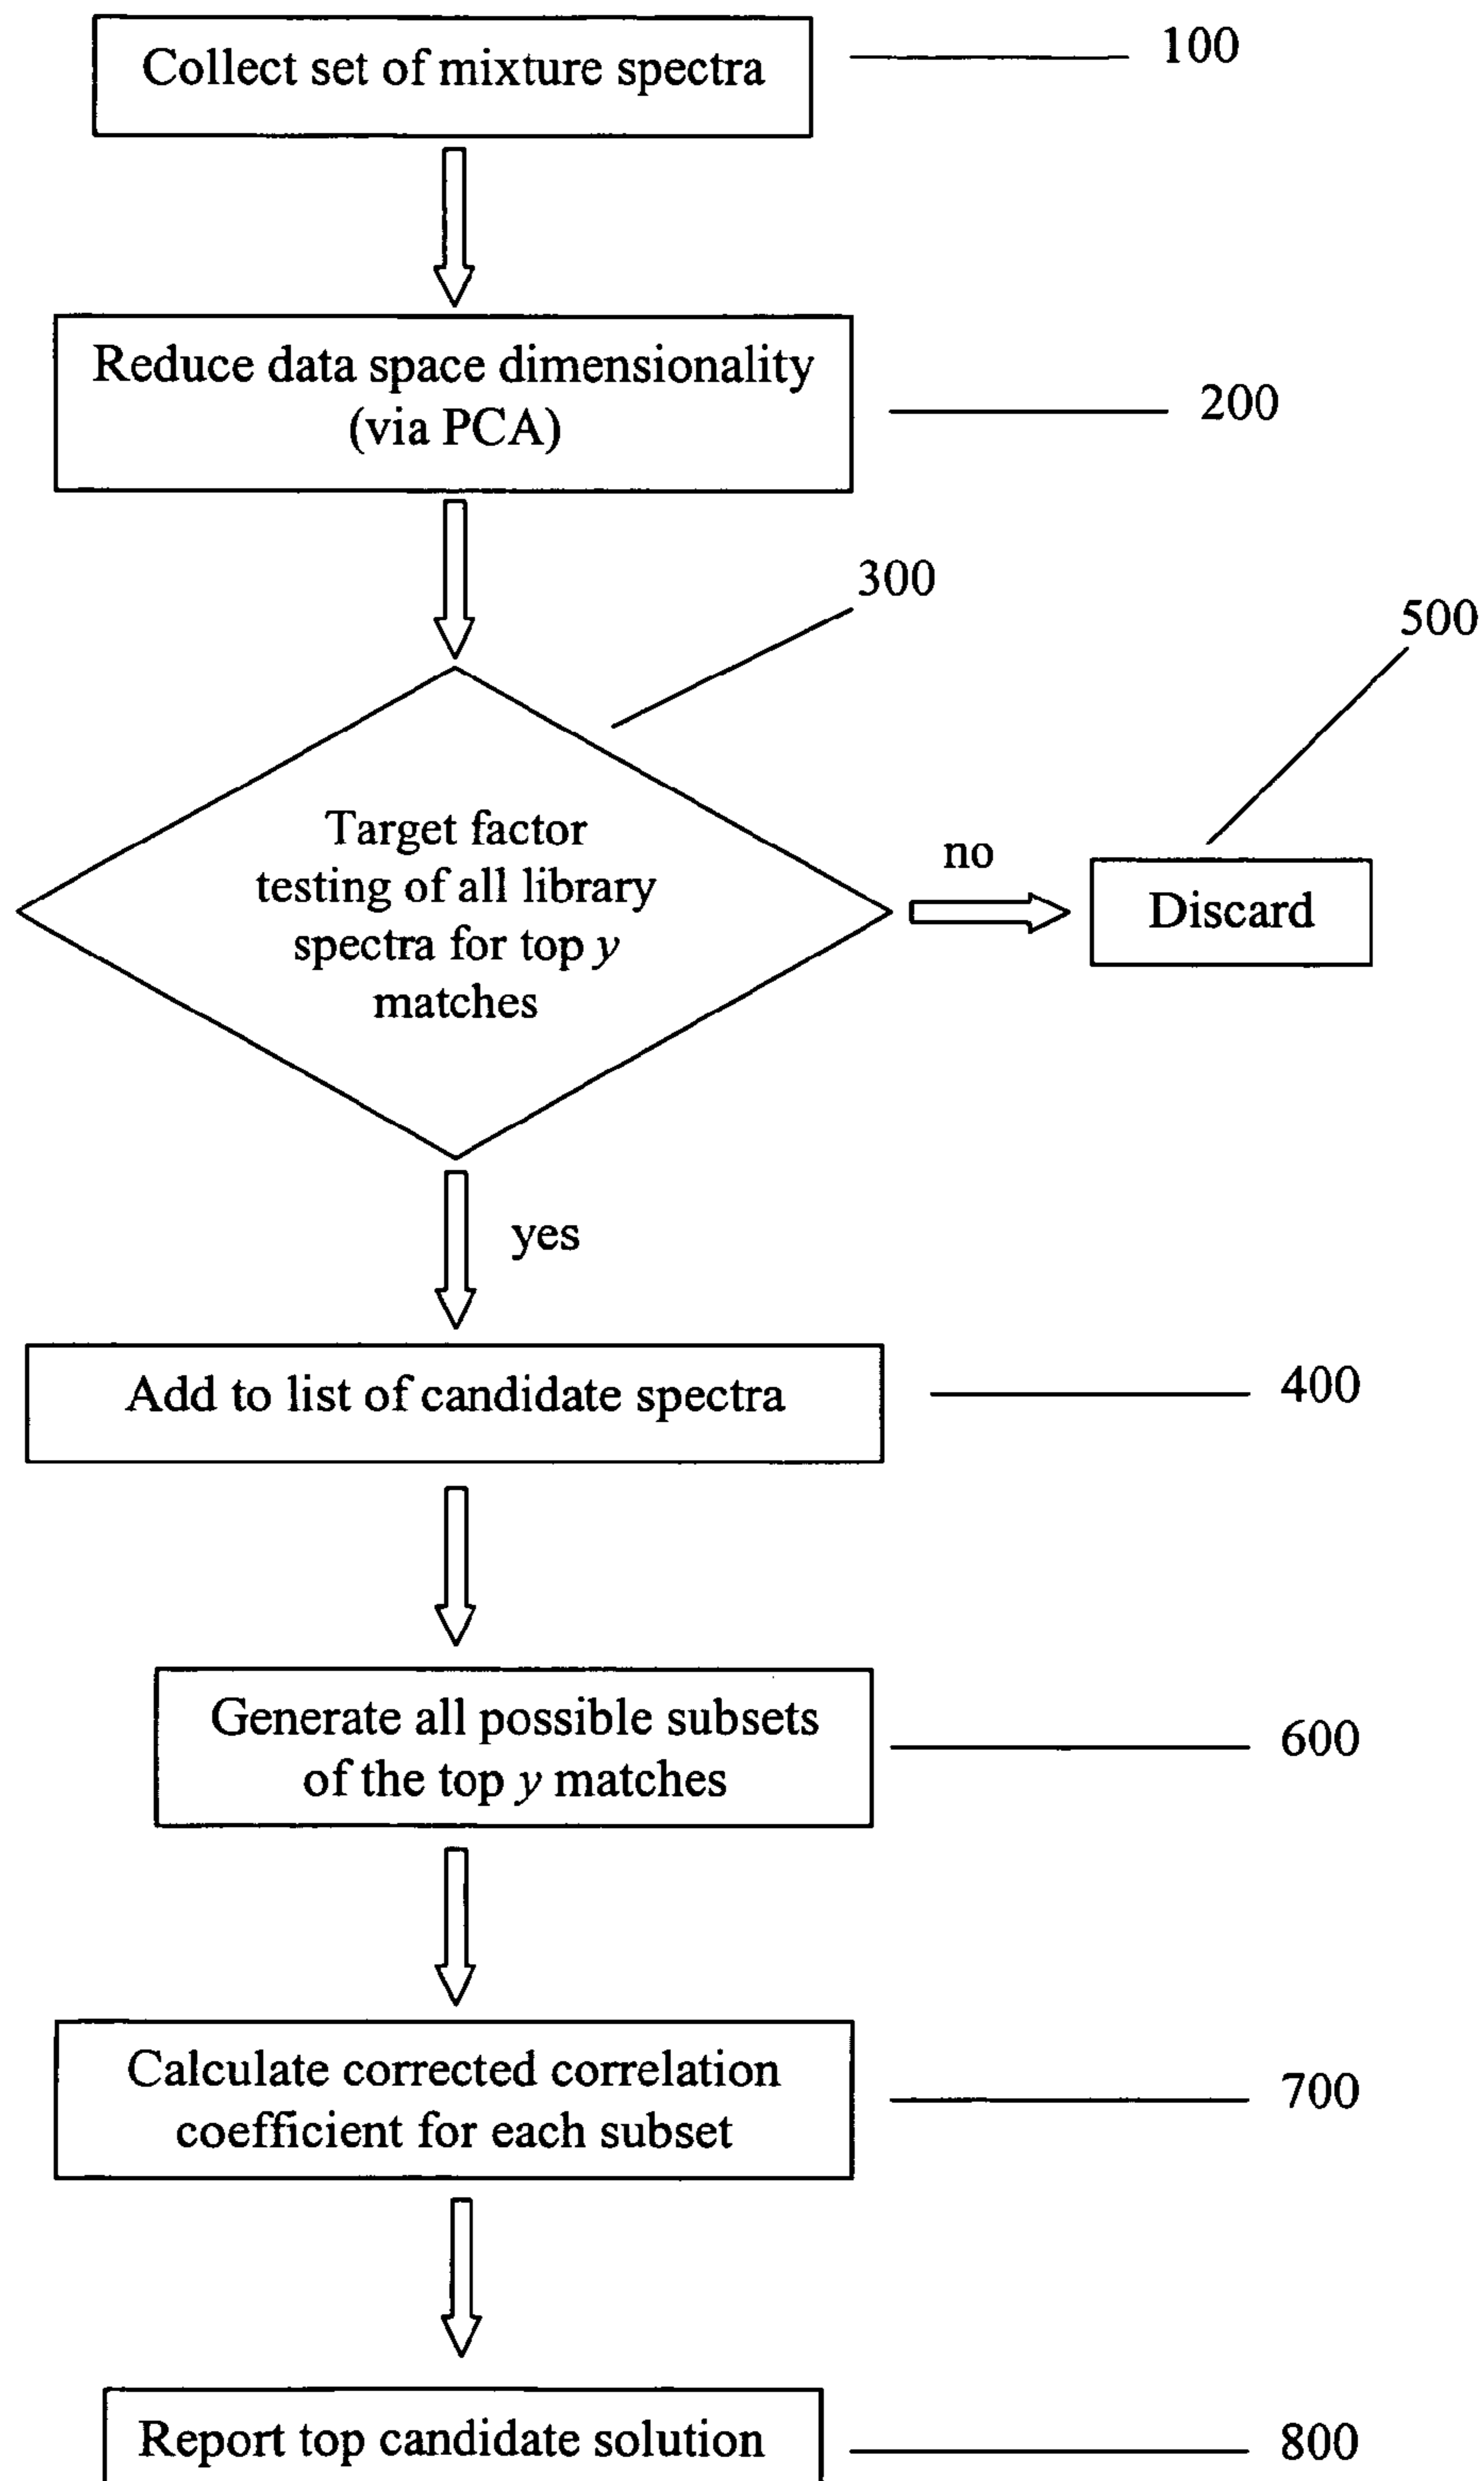 Collect set of mixture spectra
100
Reduce data space dimensionality
(via PCA)
200
300
500
Target factor
testing of all library
spectra for top y
matches
no
Discard
yes
Add to list of candidate spectra
400
Generate all possible subsets
of the top y matches
600
Calculate corrected correlation
coefficient for each subset
700
Report top candidate solution
800